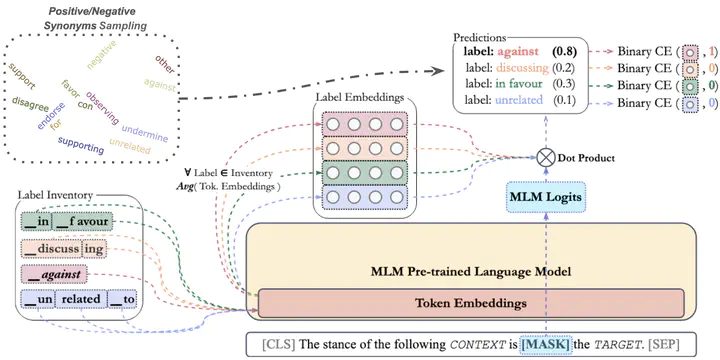 Positive/Negative
Synonyms Sampling
negative
other
support
against
favor
disagree
observing
con
endorse
for
undermine
supporting
unrelated
Predictions
label: against (0.8)
label: discussing (0.2)
label: in favour (0.3)
label: unrelated (0.1)
Binary CE ( , 1)
Binary CE ( , 0)
Binary CE ( , 0)
Binary CE ( , 0)
Label Embeddings
∀ Label ∈ Inventory
Avg( Tok. Embeddings )
Dot Product
MLM Logits
Label Inventory
__in __f avour
__discuss ing
__against
__un related __to
MLM Pre-trained Language Model
Token Embeddings
[CLS] The stance of the following CONTEXT is [MASK] the TARGET. [SEP]